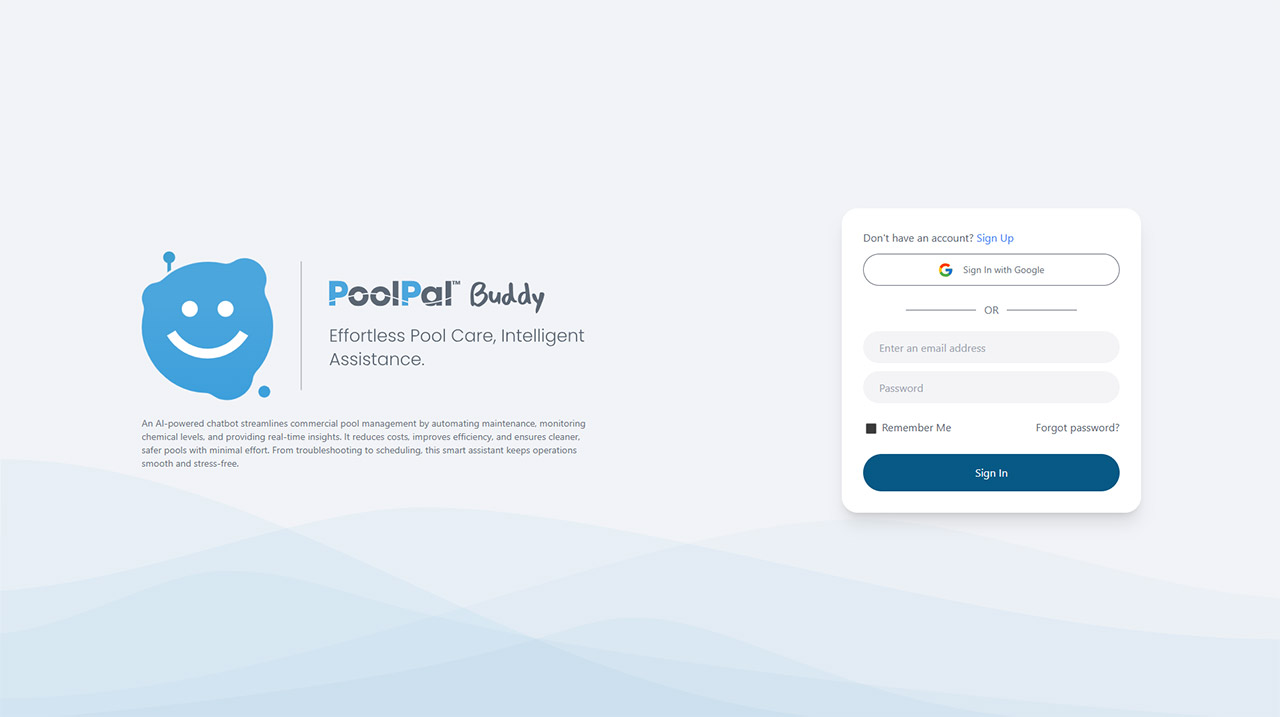 PoolPal™ Buddy
Effortless Pool Care, Intelligent
Assistance.
An AI-powered chatbot streamlines commercial pool management by automating maintenance, monitoring
chemical levels, and providing real-time insights. It reduces costs, improves efficiency, and ensures cleaner,
safer pools with minimal effort. From troubleshooting to scheduling, this smart assistant keeps operations
smooth and stress-free.
Don't have an account? Sign Up
Sign In with Google
OR
Enter an email address
Password
Remember Me Forgot password?
Sign In